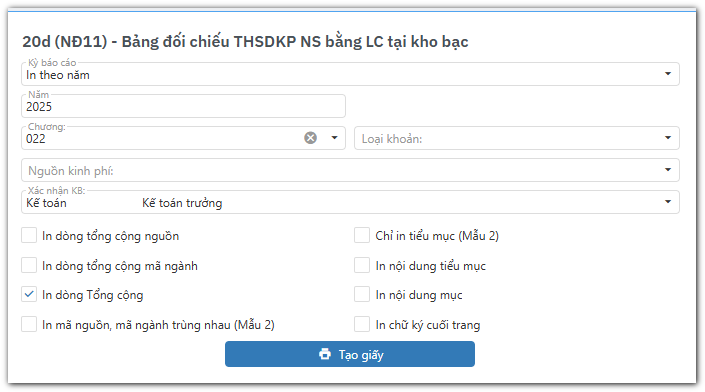 20d (NĐ11) - Bảng đối chiếu THSDKP NS bằng LC tại kho bạc
Kỳ báo cáo
In theo năm
Năm
2025
Chương:
022
Loại khoản:
Nguồn kinh phí:
Xác nhận KB:
Kế toán Kế toán trưởng
In dòng tổng cộng nguồn
Chỉ in tiểu mục (Mẫu 2)
In dòng tổng cộng mã ngành
In nội dung tiểu mục
In dòng Tổng cộng
In nội dung mục
In mã nguồn, mã ngành trùng nhau (Mẫu 2)
In chữ ký cuối trang
Tạo giấy